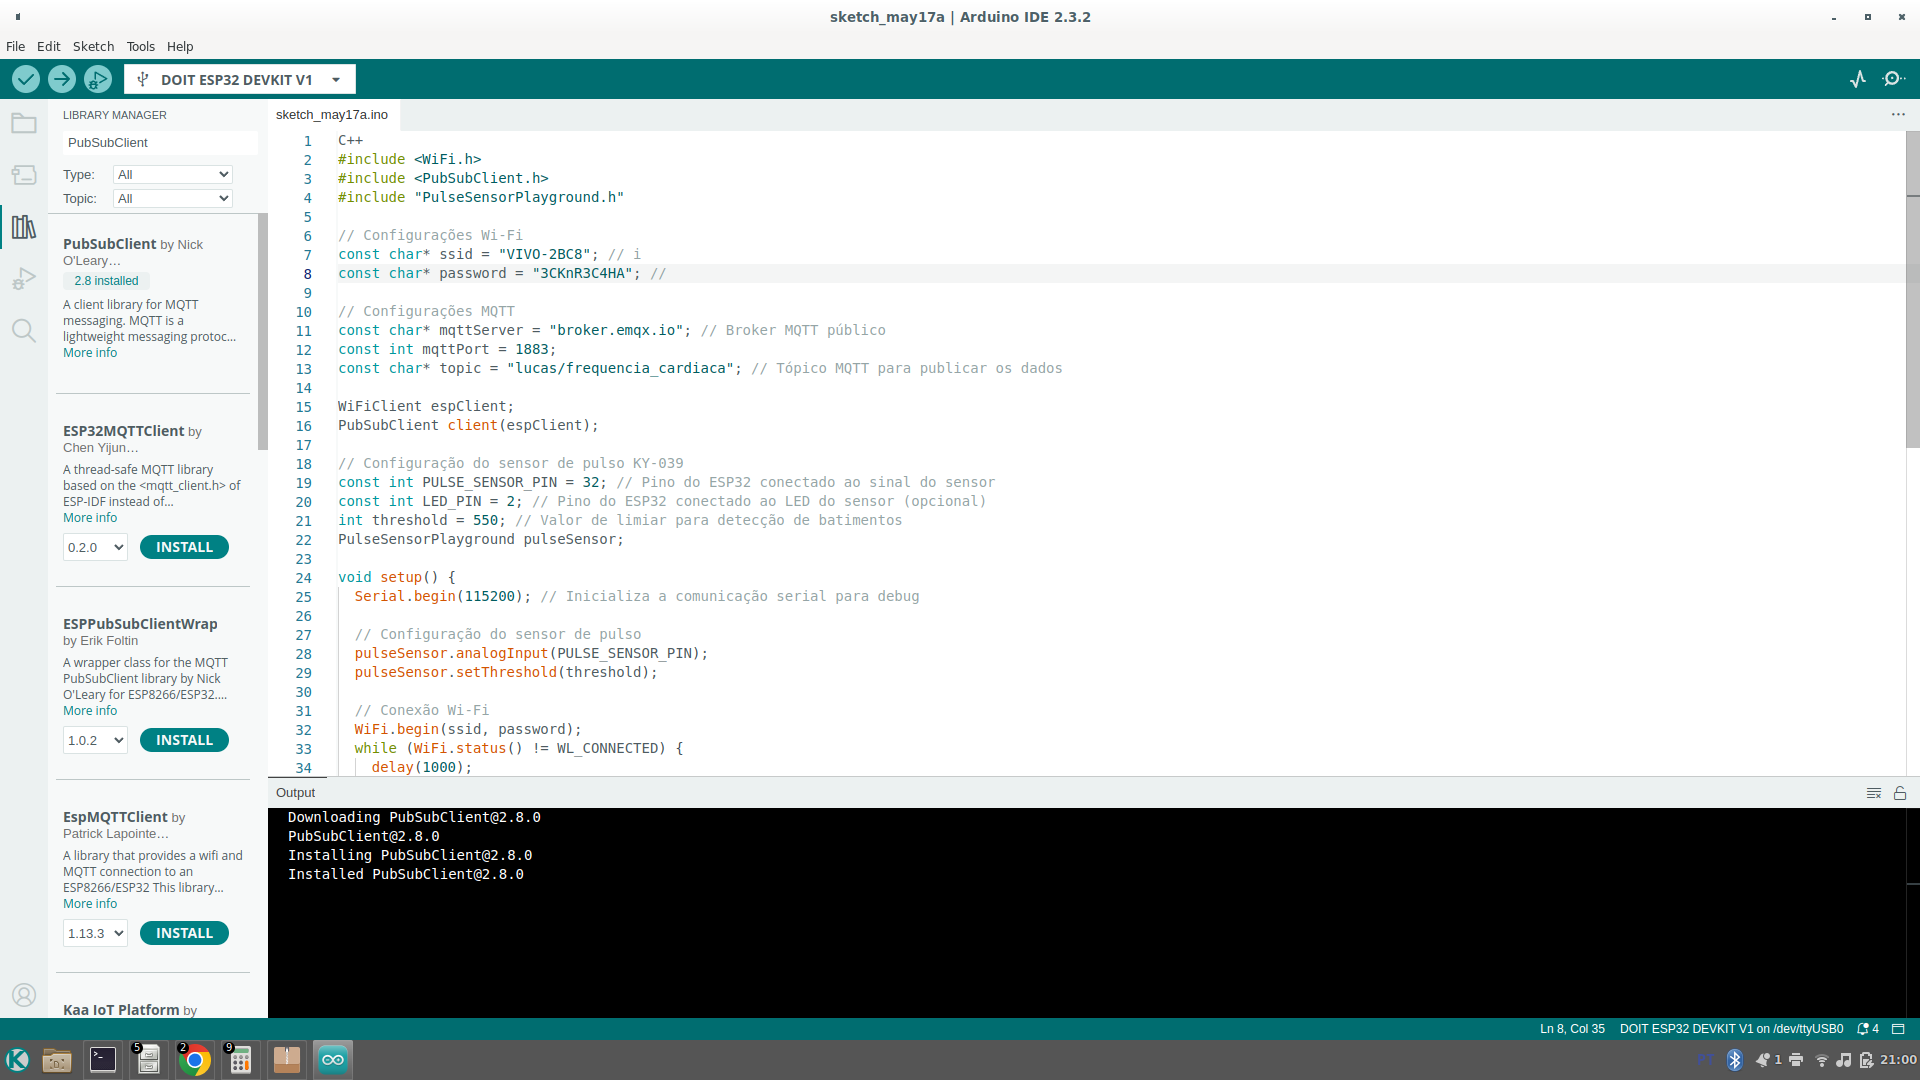 sketch_may17a | Arduino IDE 2.3.2
File Edit Sketch Tools Help
DOIT ESP32 DEVKIT V1
LIBRARY MANAGER
PubSubClient
Type: All
Topic: All
PubSubClient by Nick
O'Leary…
2.8 installed
A client library for MQTT
messaging. MQTT is a
lightweight messaging protoc...
More info
ESP32MQTTClient by
Chen Yijun…
A thread-safe MQTT library
based on the <mqtt_client.h> of
ESP-IDF instead of...
More info
0.2.0 INSTALL
ESPPubSubClientWrap
by Erik Foltin
A wrapper class for the MQTT
PubSubClient library by Nick
O'Leary for ESP8266/ESP32....
More info
1.0.2 INSTALL
EspMQTTClient by
Patrick Lapointe…
A library that provides a wifi and
MQTT connection to an
ESP8266/ESP32 This library...
More info
1.13.3 INSTALL
Kaa IoT Platform by
sketch_may17a.ino
1 C++
2 #include <WiFi.h>
3 #include <PubSubClient.h>
4 #include "PulseSensorPlayground.h"
5
6 // Configurações Wi-Fi
7 const char* ssid = "VIVO-2BC8"; // i
8 const char* password = "3CKnR3C4HA"; //
9
10 // Configurações MQTT
11 const char* mqttServer = "broker.emqx.io"; // Broker MQTT público
12 const int mqttPort = 1883;
13 const char* topic = "lucas/frequencia_cardiaca"; // Tópico MQTT para publicar os dados
14
15 WiFiClient espClient;
16 PubSubClient client(espClient);
17
18 // Configuração do sensor de pulso KY-039
19 const int PULSE_SENSOR_PIN = 32; // Pino do ESP32 conectado ao sinal do sensor
20 const int LED_PIN = 2; // Pino do ESP32 conectado ao LED do sensor (opcional)
21 int threshold = 550; // Valor de limiar para detecção de batimentos
22 PulseSensorPlayground pulseSensor;
23
24 void setup() {
25 Serial.begin(115200); // Inicializa a comunicação serial para debug
26
27 // Configuração do sensor de pulso
28 pulseSensor.analogInput(PULSE_SENSOR_PIN);
29 pulseSensor.setThreshold(threshold);
30
31 // Conexão Wi-Fi
32 WiFi.begin(ssid, password);
33 while (WiFi.status() != WL_CONNECTED) {
34 delay(1000);
Output
Downloading PubSubClient@2.8.0
PubSubClient@2.8.0
Installing PubSubClient@2.8.0
Installed PubSubClient@2.8.0
Ln 8, Col 35 DOIT ESP32 DEVKIT V1 on /dev/ttyUSB0 4
5 2 9 PT 1 21:00